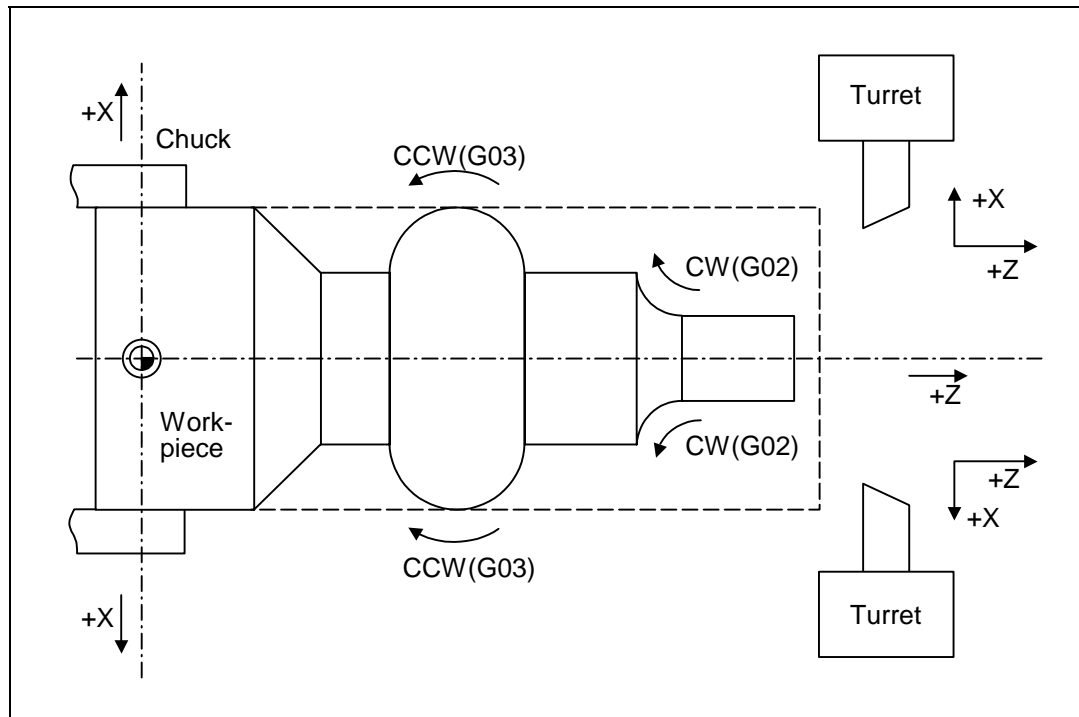 Turret
+X
Chuck
CCW(G03)
+X
+Z
CW(G02)
+Z
Work-
piece
CW(G02)
+Z
+X
CCW(G03)
+X
Turret